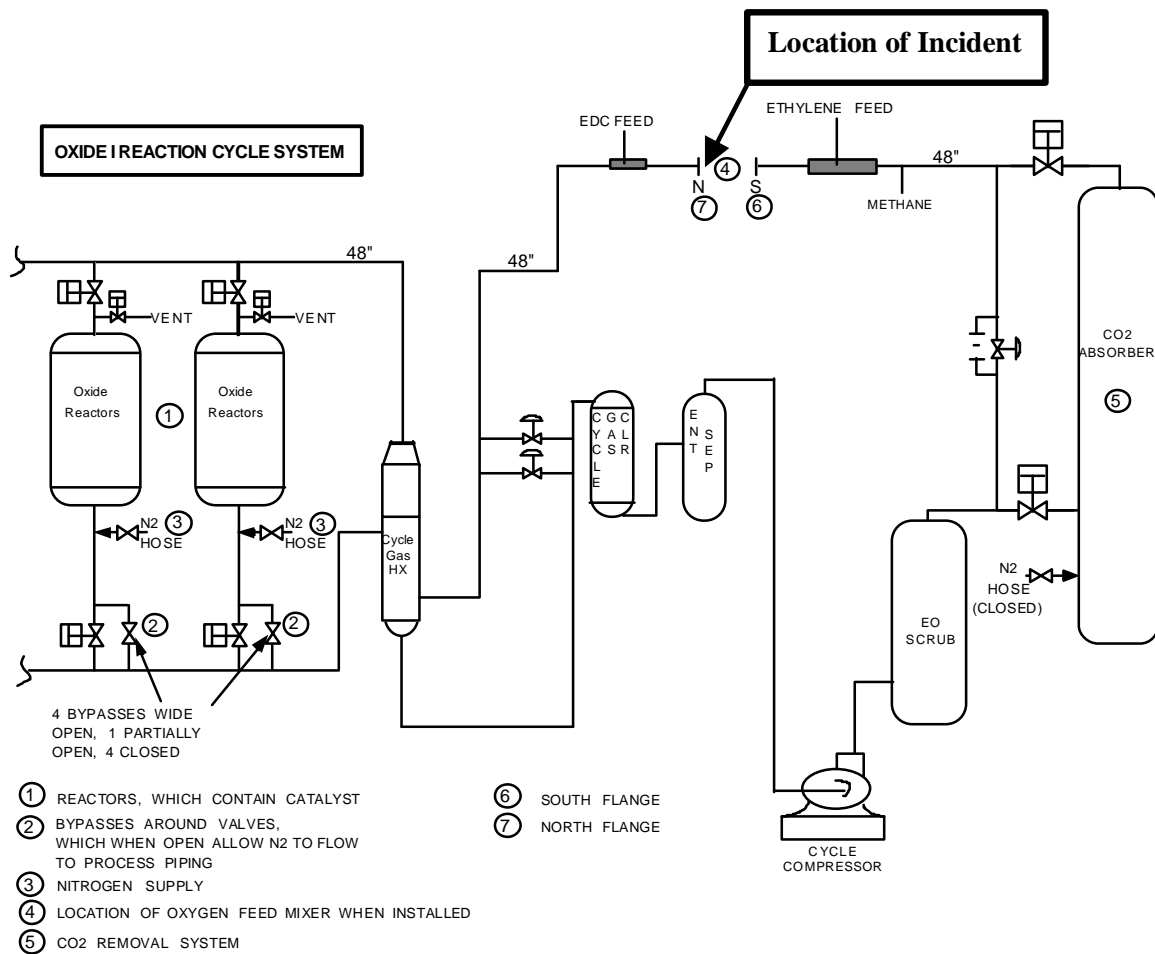 Location of Incident
OXIDE I REACTION CYCLE SYSTEM
EDC FEED
ETHYLENE FEED
4
48"
N
S
7
6
METHANE
48"
48"
VENT
VENT
Oxide
Reactors
1
Oxide
Reactors
CO2
ABSORBER
5
CYCLE
GAS
CLR
ENT
SEP
N2
HOSE
3
N2
HOSE
3
Cycle
Gas
HX
N2
HOSE
(CLOSED)
EO
SCRUB
2
2
4 BYPASSES WIDE
OPEN, 1 PARTIALLY
OPEN, 4 CLOSED
CYCLE
COMPRESSOR
1 REACTORS, WHICH CONTAIN CATALYST
2 BYPASSES AROUND VALVES,
WHICH WHEN OPEN ALLOW N2 TO FLOW
TO PROCESS PIPING
3 NITROGEN SUPPLY
4 LOCATION OF OXYGEN FEED MIXER WHEN INSTALLED
5 CO2 REMOVAL SYSTEM
6 SOUTH FLANGE
7 NORTH FLANGE